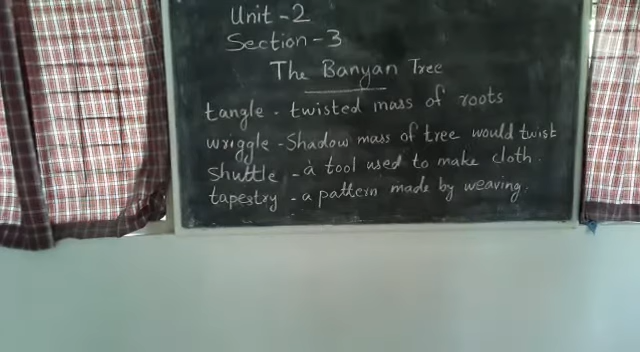 Unit - 2
Section - 3
The Banyan Tree
tangle - twisted mass of roots
wriggle - Shadow mass of tree would twist
Shuttle - a tool used to make cloth.
tapestry - a pattern made by weaving.